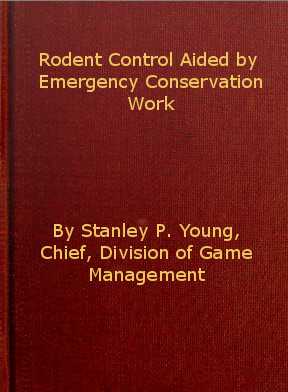 Rodent Control Aided by
Emergency Conservation
Work
By Stanley P. Young,
Chief, Division of Game
Management